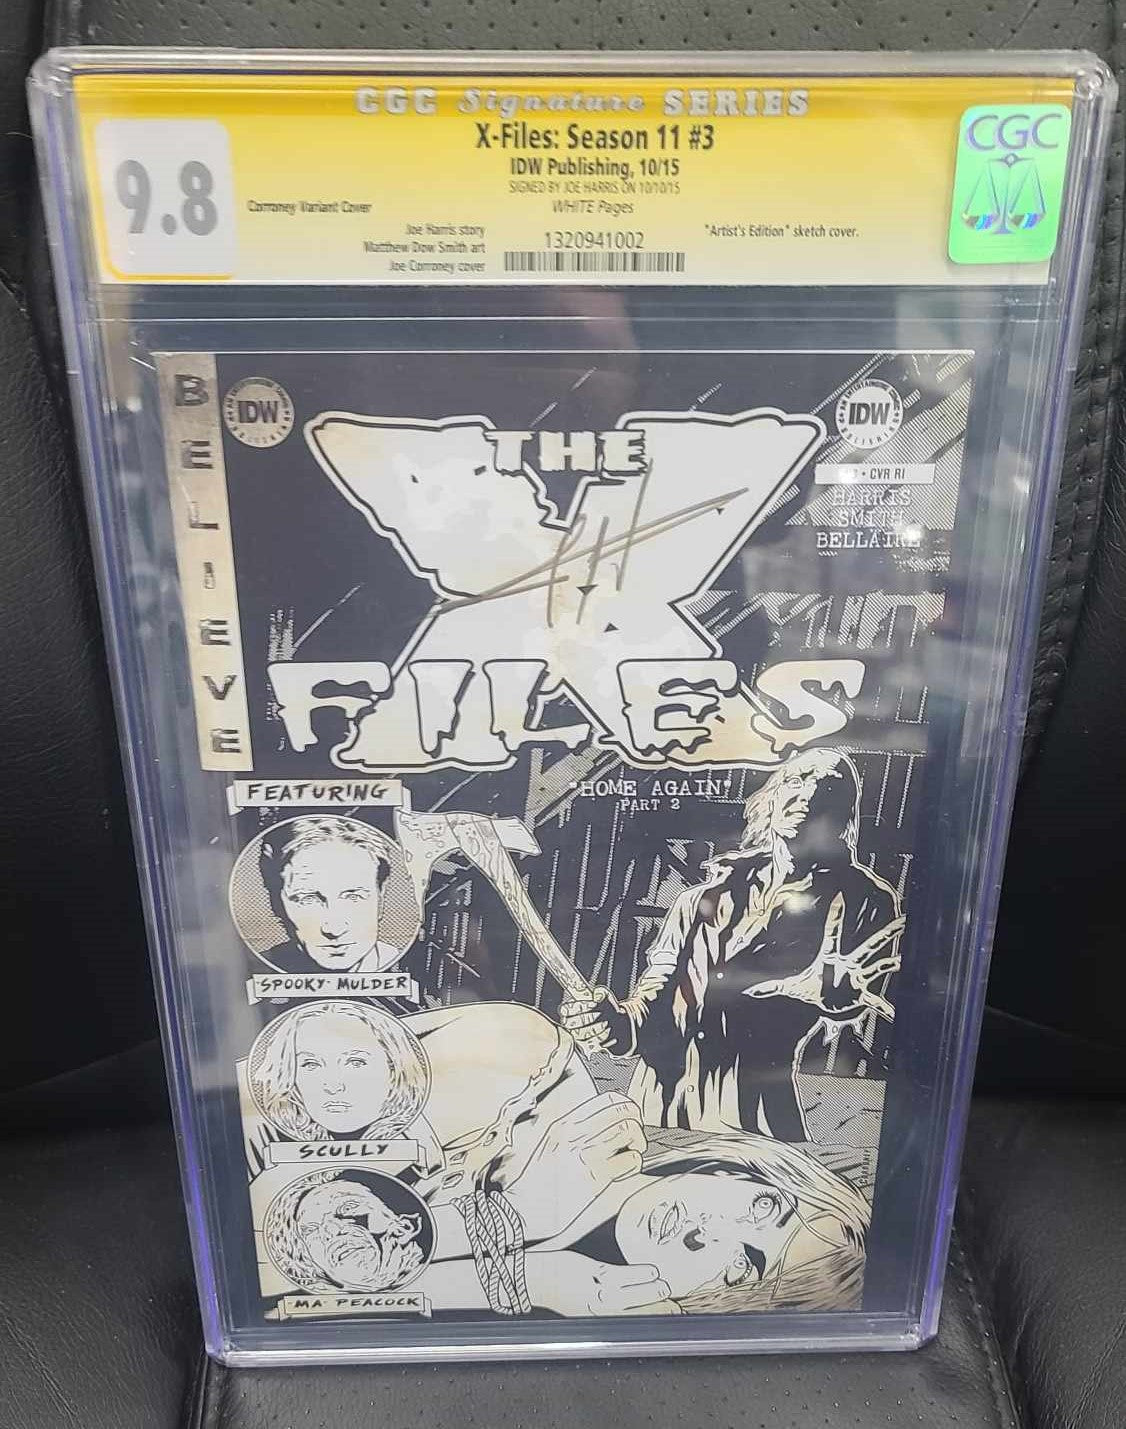 CGC Signature SERIES
9.8
X-Files: Season 11 #3
IDW Publishing, 10/15
SIGNED BY JOE HARRIS ON 10/10/15
WHITE Pages
Corroney Variant Cover
Joe Harris story
Matthew Dow Smith art
Joe Corroney cover
1320941002
"Artist's Edition" sketch cover.
CGC
BELIEVE
IDW
IDW
THE
X
FILES
CVR RI
HARRIS
SMITH
BELLAIRE
"HOME AGAIN"
PART 2
FEATURING
"SPOOKY" MULDER
SCULLY
"MA" PEACOCK
CORRONEY